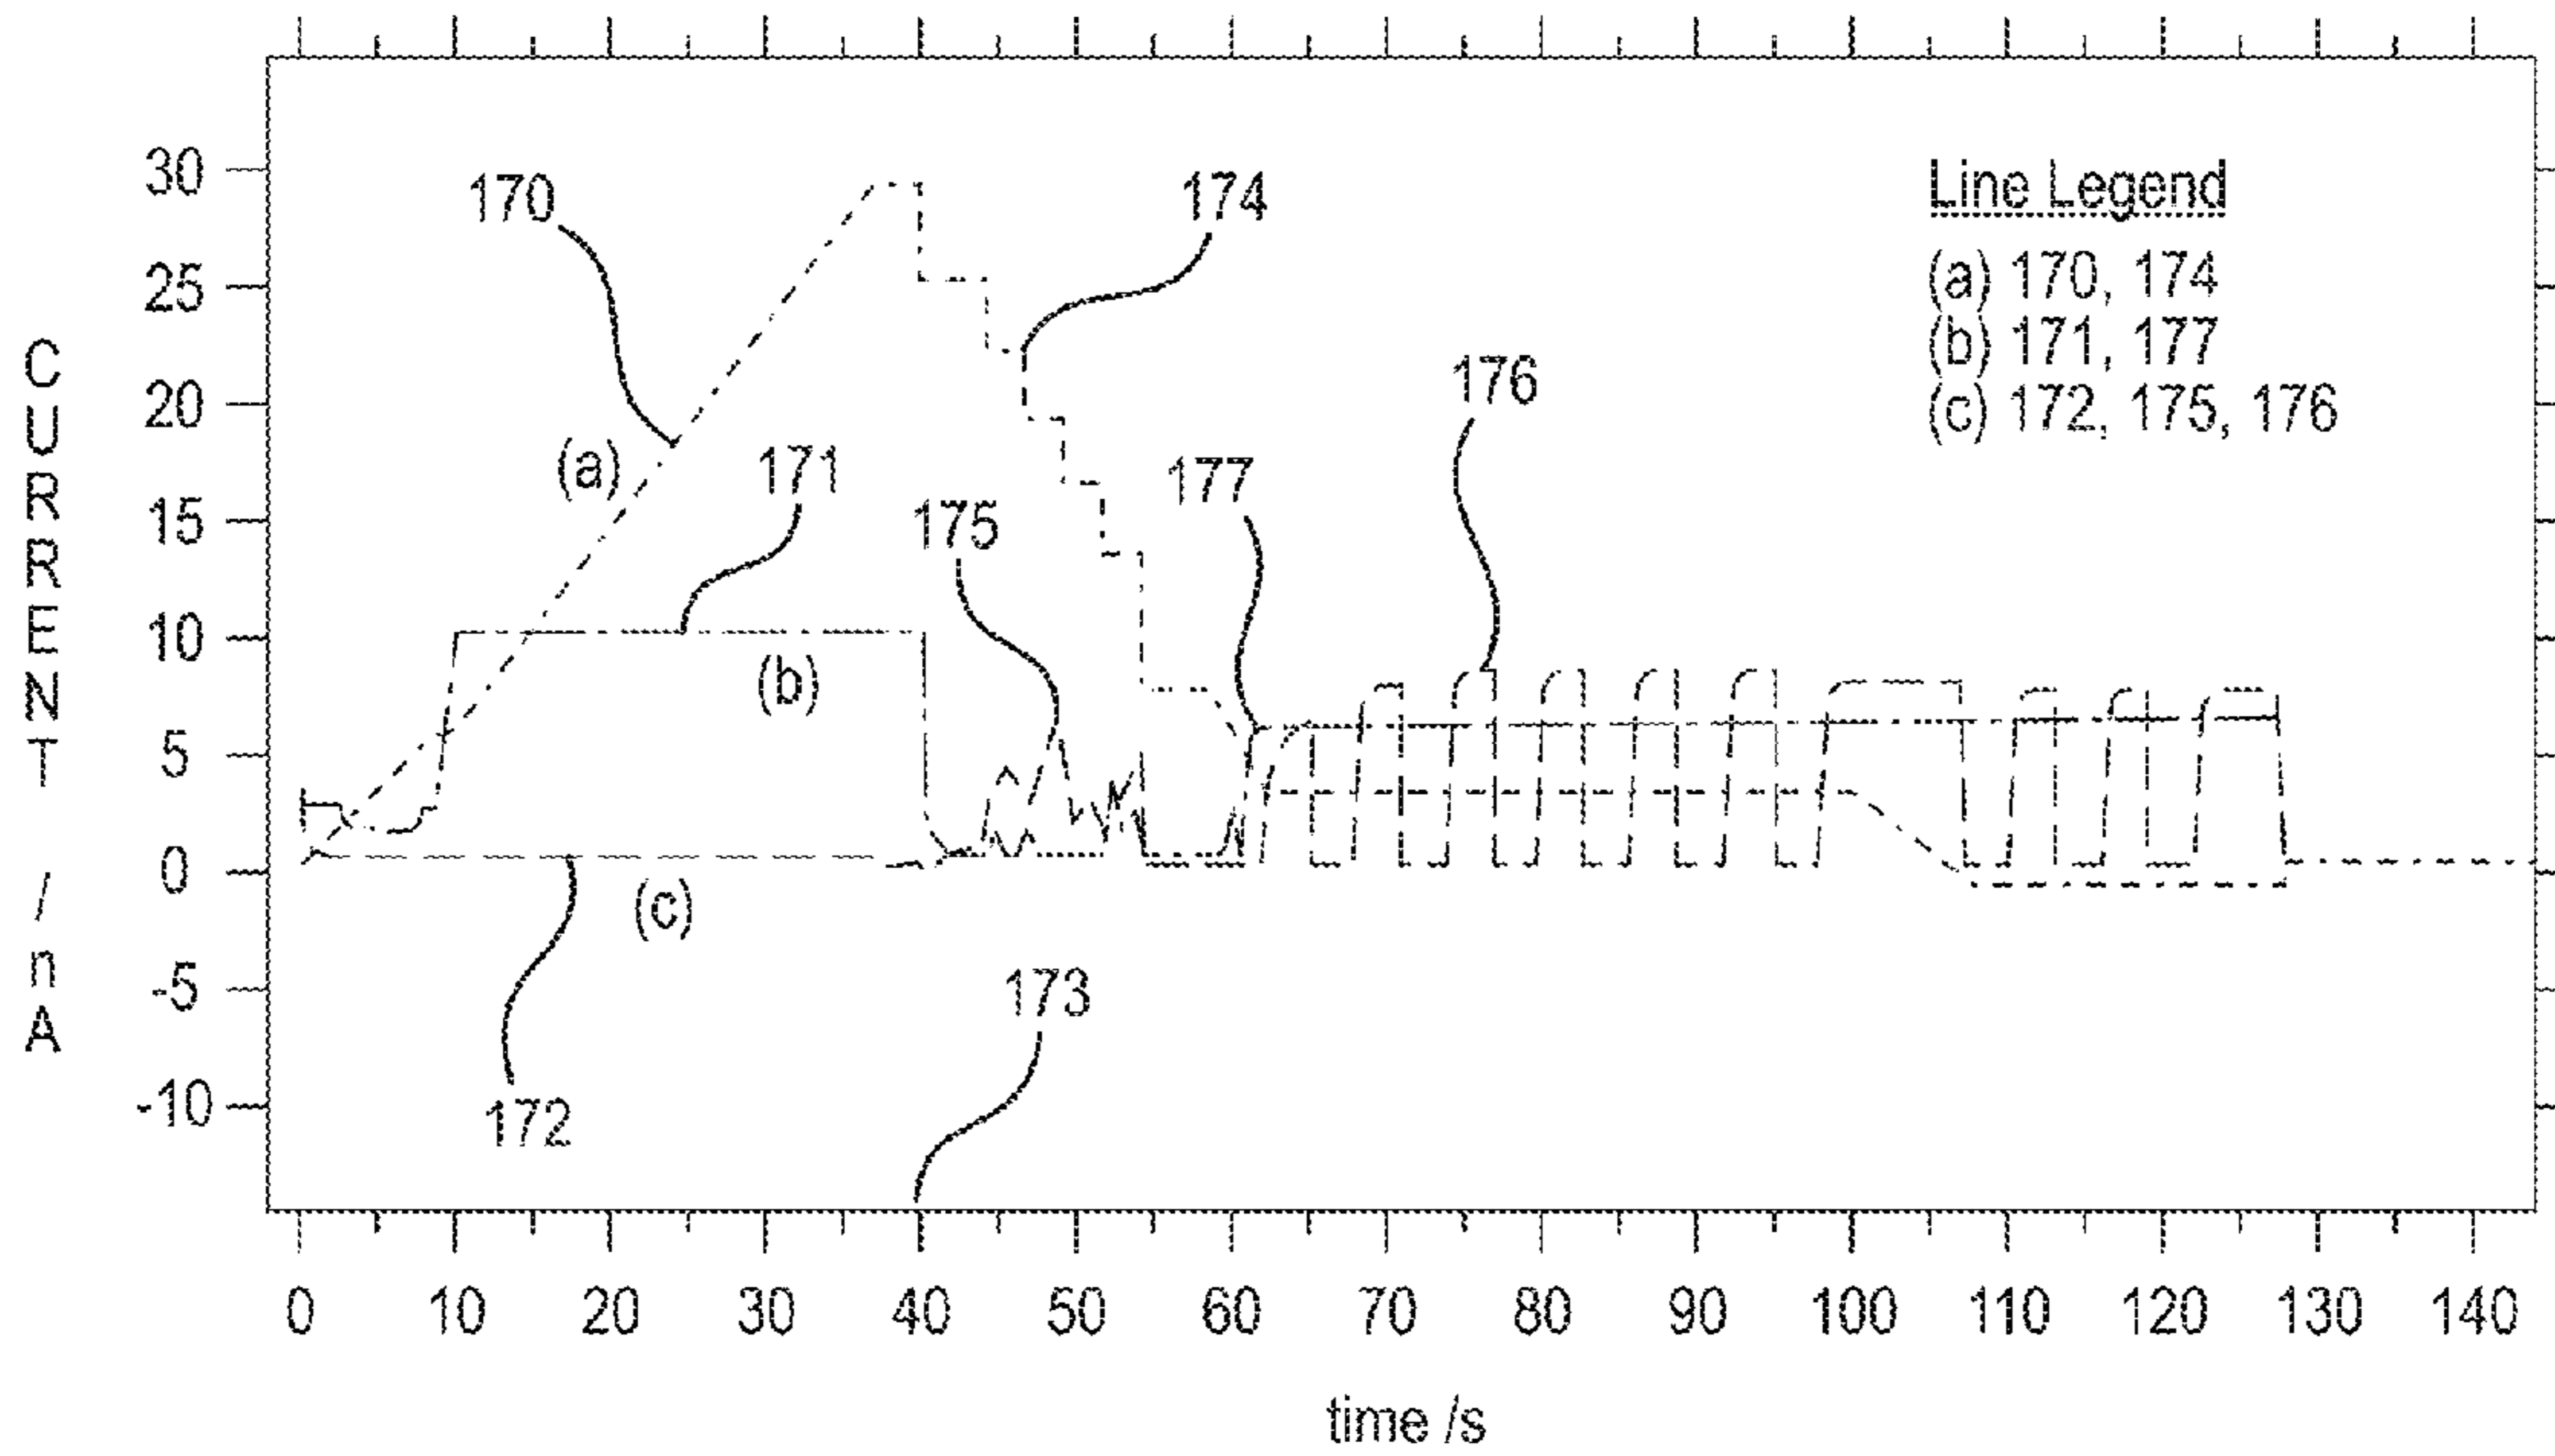 CURRENT /nA
30
25
20
15
10
5
0
-5
-10
170
174
176
(a)
171
175
177
(b)
(c)
172
173
Line Legend
(a) 170, 174
(b) 171, 177
(c) 172, 175, 176
0 10 20 30 40 50 60 70 80 90 100 110 120 130 140
time /s